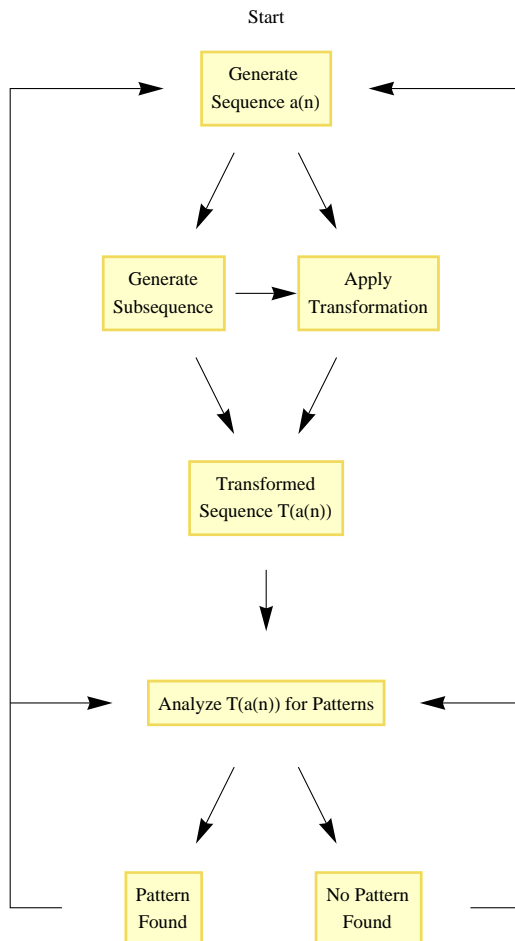 Start
Generate
Sequence a(n)
Generate
Subsequence
Apply
Transformation
Transformed
Sequence T(a(n))
Analyze T(a(n)) for Patterns
Pattern
Found
No Pattern
Found